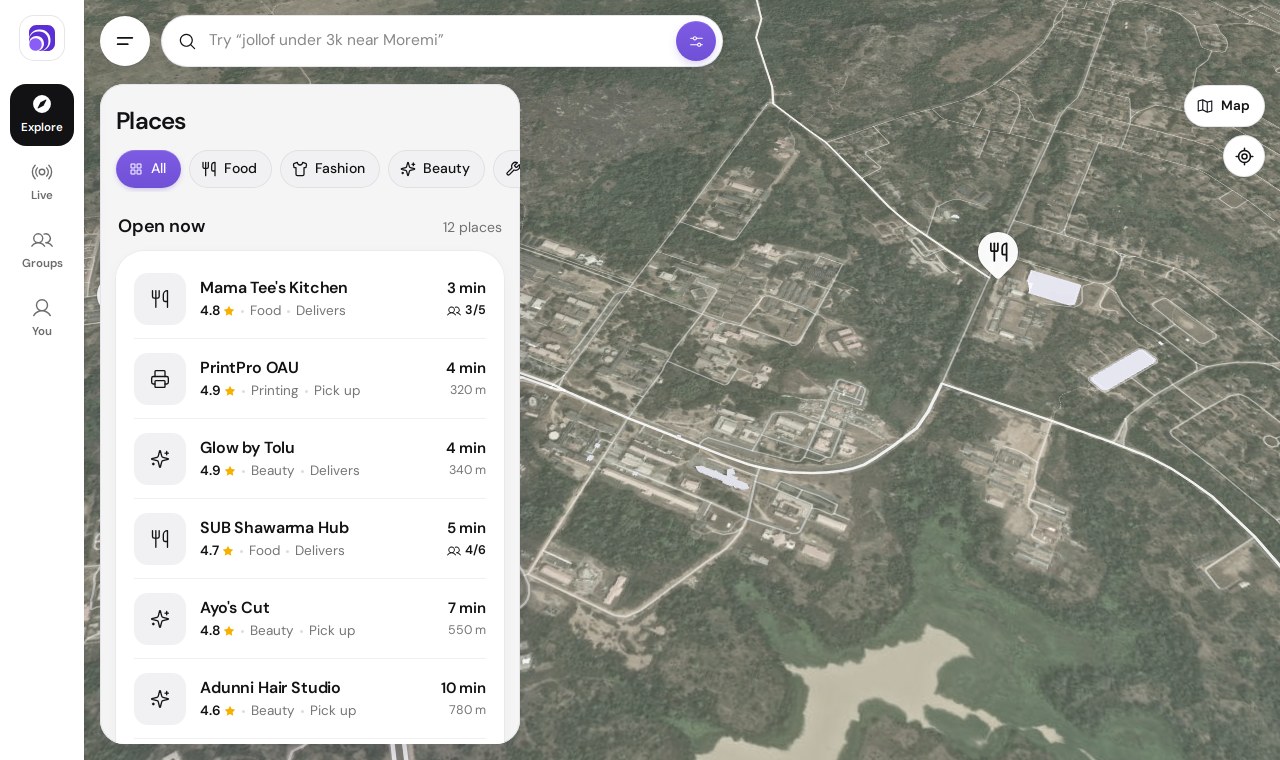 Try “jollof under 3k near Moremi”
Explore
Live
Groups
You
Map
Places
All
Food
Fashion
Beauty
Open now
12 places
Mama Tee's Kitchen
3 min
4.8 • Food • Delivers
3/5
PrintPro OAU
4 min
4.9 • Printing • Pick up
320 m
Glow by Tolu
4 min
4.9 • Beauty • Delivers
340 m
SUB Shawarma Hub
5 min
4.7 • Food • Delivers
4/6
Ayo's Cut
7 min
4.8 • Beauty • Pick up
550 m
Adunni Hair Studio
10 min
4.6 • Beauty • Pick up
780 m